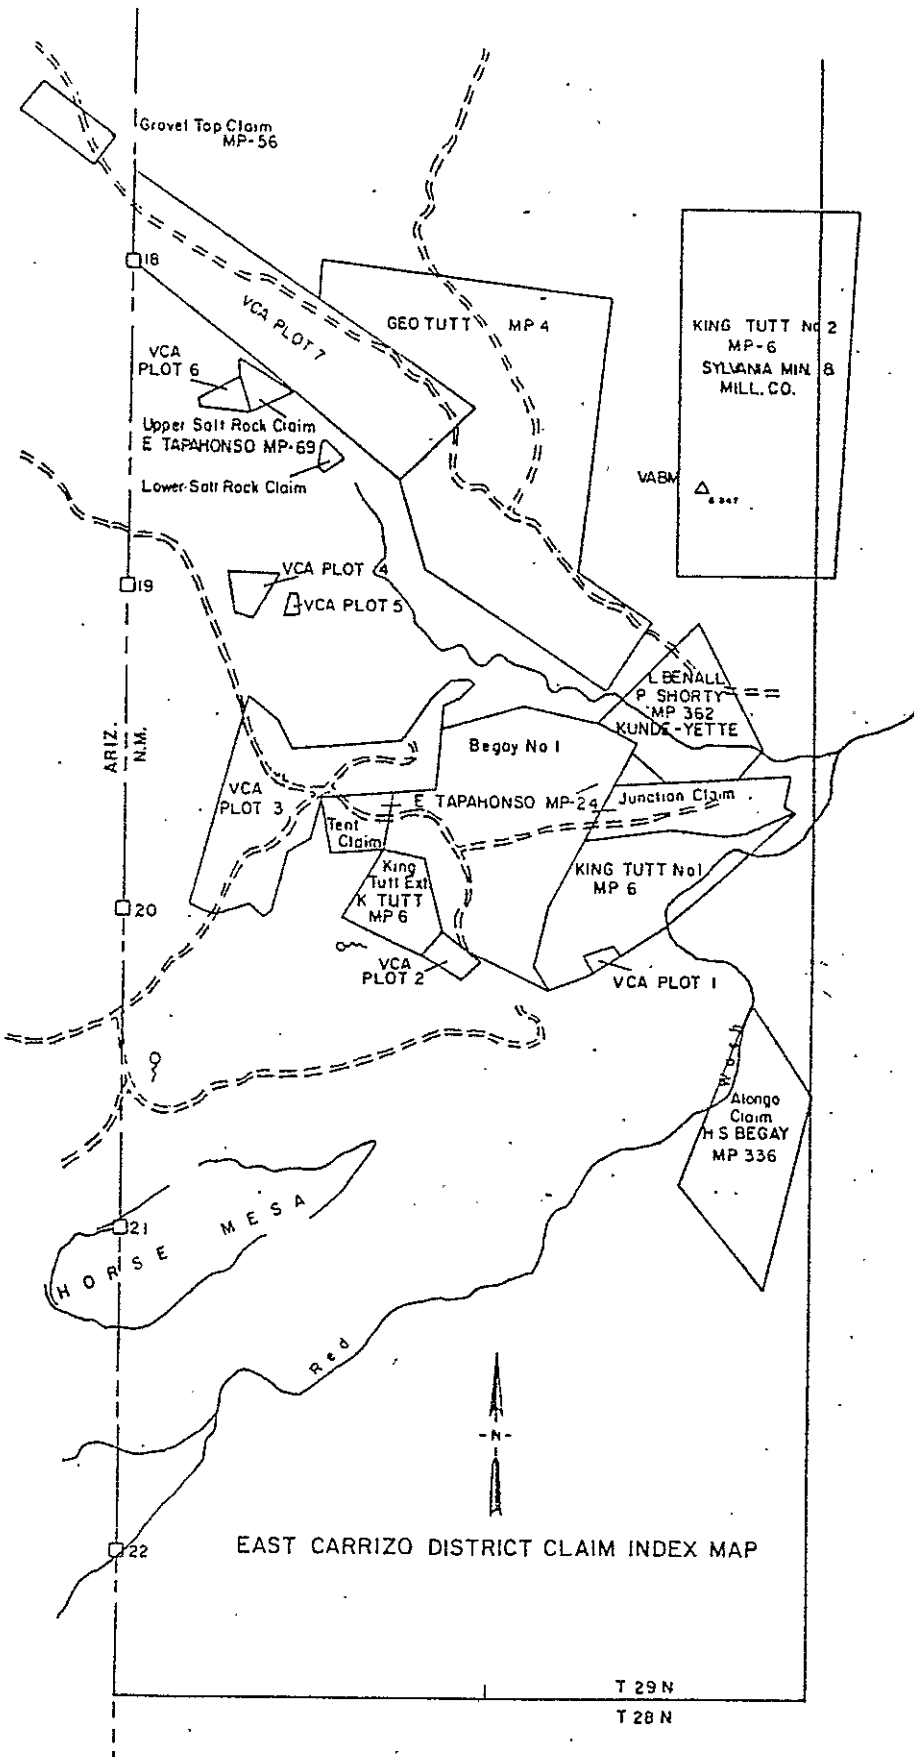 Gravel Top Claim
MP-56
18
VCA PLOT 7
GEO TUTT MP 4
KING TUTT No 2
MP-6
SYLVANIA MIN. &
MILL. CO.
VCA
PLOT 6
Upper Salt Rock Claim
E TAPAHONSO MP-69
Lower Salt Rock Claim
VABM
6 347
19
VCA PLOT 4
VCA PLOT 5
L BENALL
P. SHORTY
MP 362
KUNDE-YETTE
ARIZ.
N.M.
Begay No 1
VCA
PLOT 3
E TAPAHONSO MP-24
Junction Claim
Tent
Claim
King
Tutt Ext
K TUTT
MP 6
KING TUTT No 1
MP 6
20
VCA
PLOT 2
VCA PLOT 1
Wash
Alongo
Claim
H S BEGAY
MP 336
21
HORSE MESA
Red
-N-
22
EAST CARRIZO DISTRICT CLAIM INDEX MAP
T 29 N
T 28 N